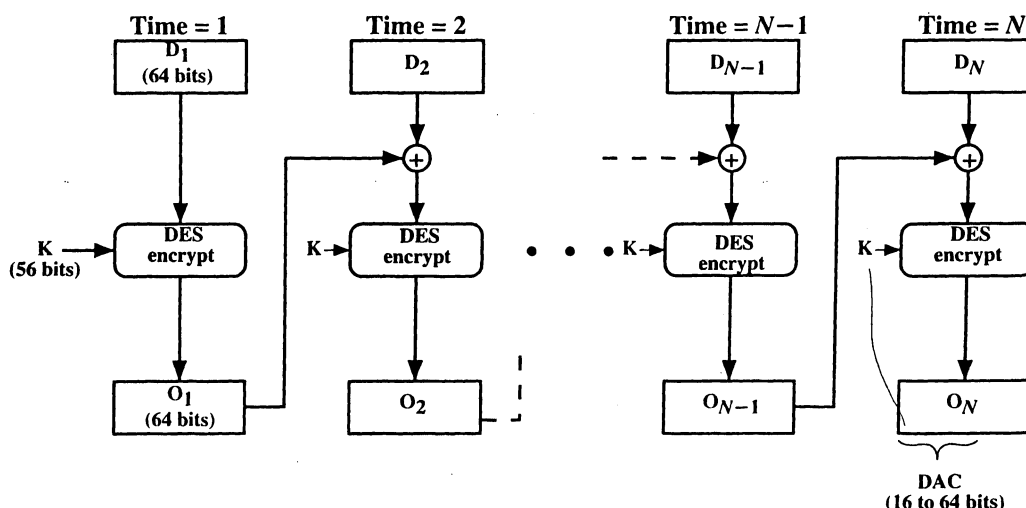 Time = 1
Time = 2
Time = N–1
Time = N
D1
(64 bits)
D2
DN–1
DN
+
+
+
K
(56 bits)
DES
encrypt
K
DES
encrypt
K
DES
encrypt
K
DES
encrypt
O1
(64 bits)
O2
ON–1
ON
DAC
(16 to 64 bits)